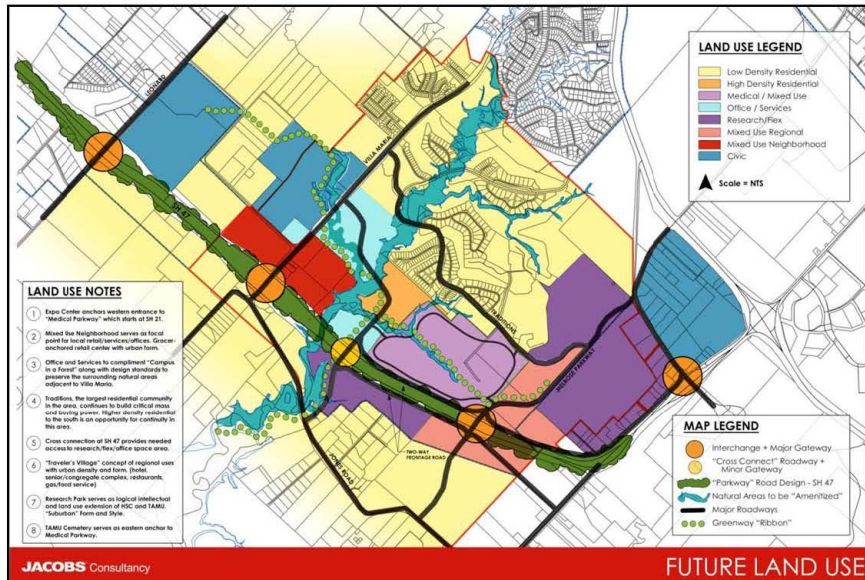 LEONARD
VILLA MARIA
SH 47
TRADITIONS
MELROSE PARKWAY
TWO-WAY
FRONTAGE ROAD
JONES ROAD
LAND USE LEGEND
Low Density Residential
High Density Residential
Medical / Mixed Use
Office / Services
Research/Flex
Mixed Use Regional
Mixed Use Neighborhood
Civic
Scale = NTS
LAND USE NOTES
1 Expo Center anchors western entrance to
"Medical Parkway" which starts at SH 21.
2 Mixed Use Neighborhood serves as focal
point for local retail/services/offices. Grocer-
anchored retail center with urban form.
3 Office and Services to compliment "Campus
in a Forest" along with design standards to
preserve the surrounding natural areas
adjacent to Villa Maria.
4 Traditions, the largest residential community
in the area, continues to build critical mass
and buying power. Higher density residential
to the south is an opportunity for continuity in
this area.
5 Cross connection at SH 47 provides needed
access to research/flex/office space area.
6 "Traveler's Village" concept of regional uses
with urban density and form. (hotel,
senior/congregate complex, restaurants,
gas/food service)
7 Research Park serves as logical intellectual
and land use extension of HSC and TAMU.
"Suburban" Form and Style.
8 TAMU Cemetery serves as eastern anchor to
Medical Parkway.
MAP LEGEND
Interchange + Major Gateway
"Cross Connect" Roadway +
Minor Gateway
"Parkway" Road Design - SH 47
Natural Areas to be "Amenitized"
Major Roadways
Greenway "Ribbon"
JACOBS Consultancy
FUTURE LAND USE